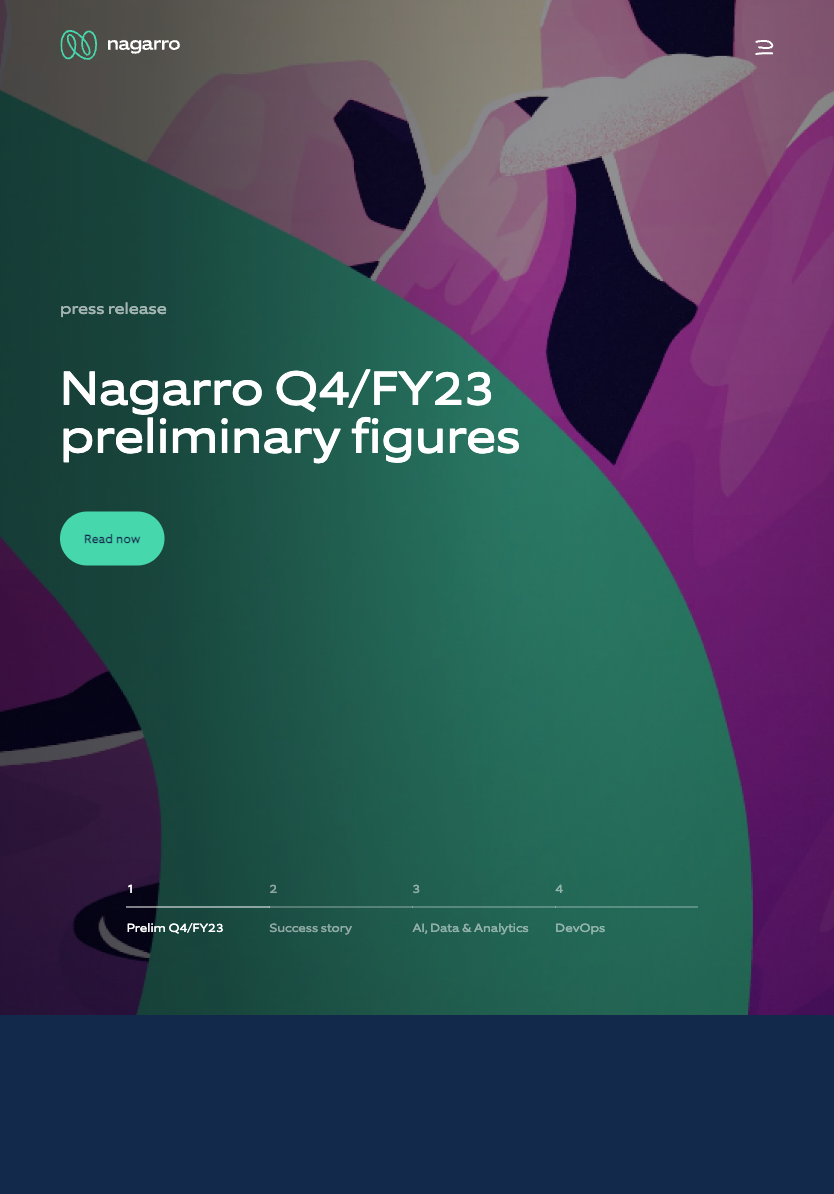 nagarro
press release
Nagarro Q4/FY23
preliminary figures
Read now
1 2 3 4
Prelim Q4/FY23 Success story AI, Data & Analytics DevOps